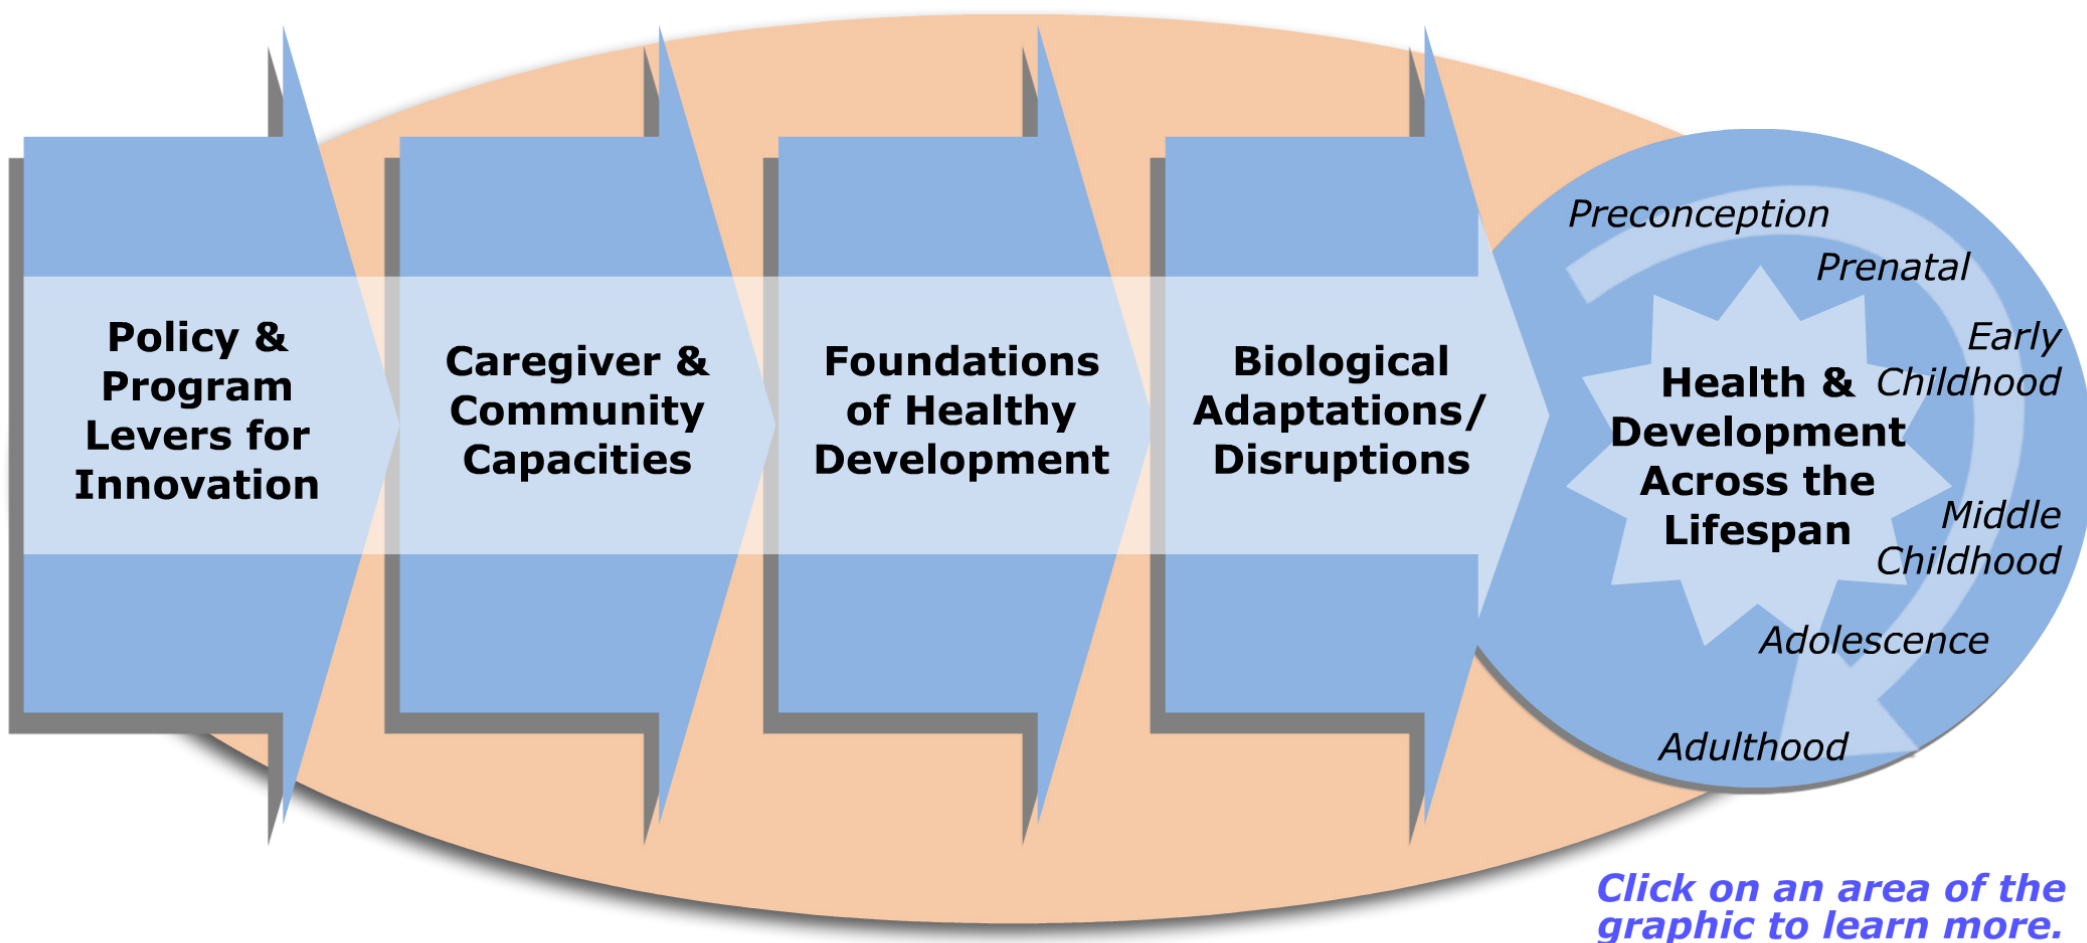 Policy &
Program
Levers for
Innovation
Caregiver &
Community
Capacities
Foundations
of Healthy
Development
Biological
Adaptations/
Disruptions
Health &
Development
Across the
Lifespan
Preconception
Prenatal
Early
Childhood
Middle
Childhood
Adolescence
Adulthood
Click on an area of the
graphic to learn more.